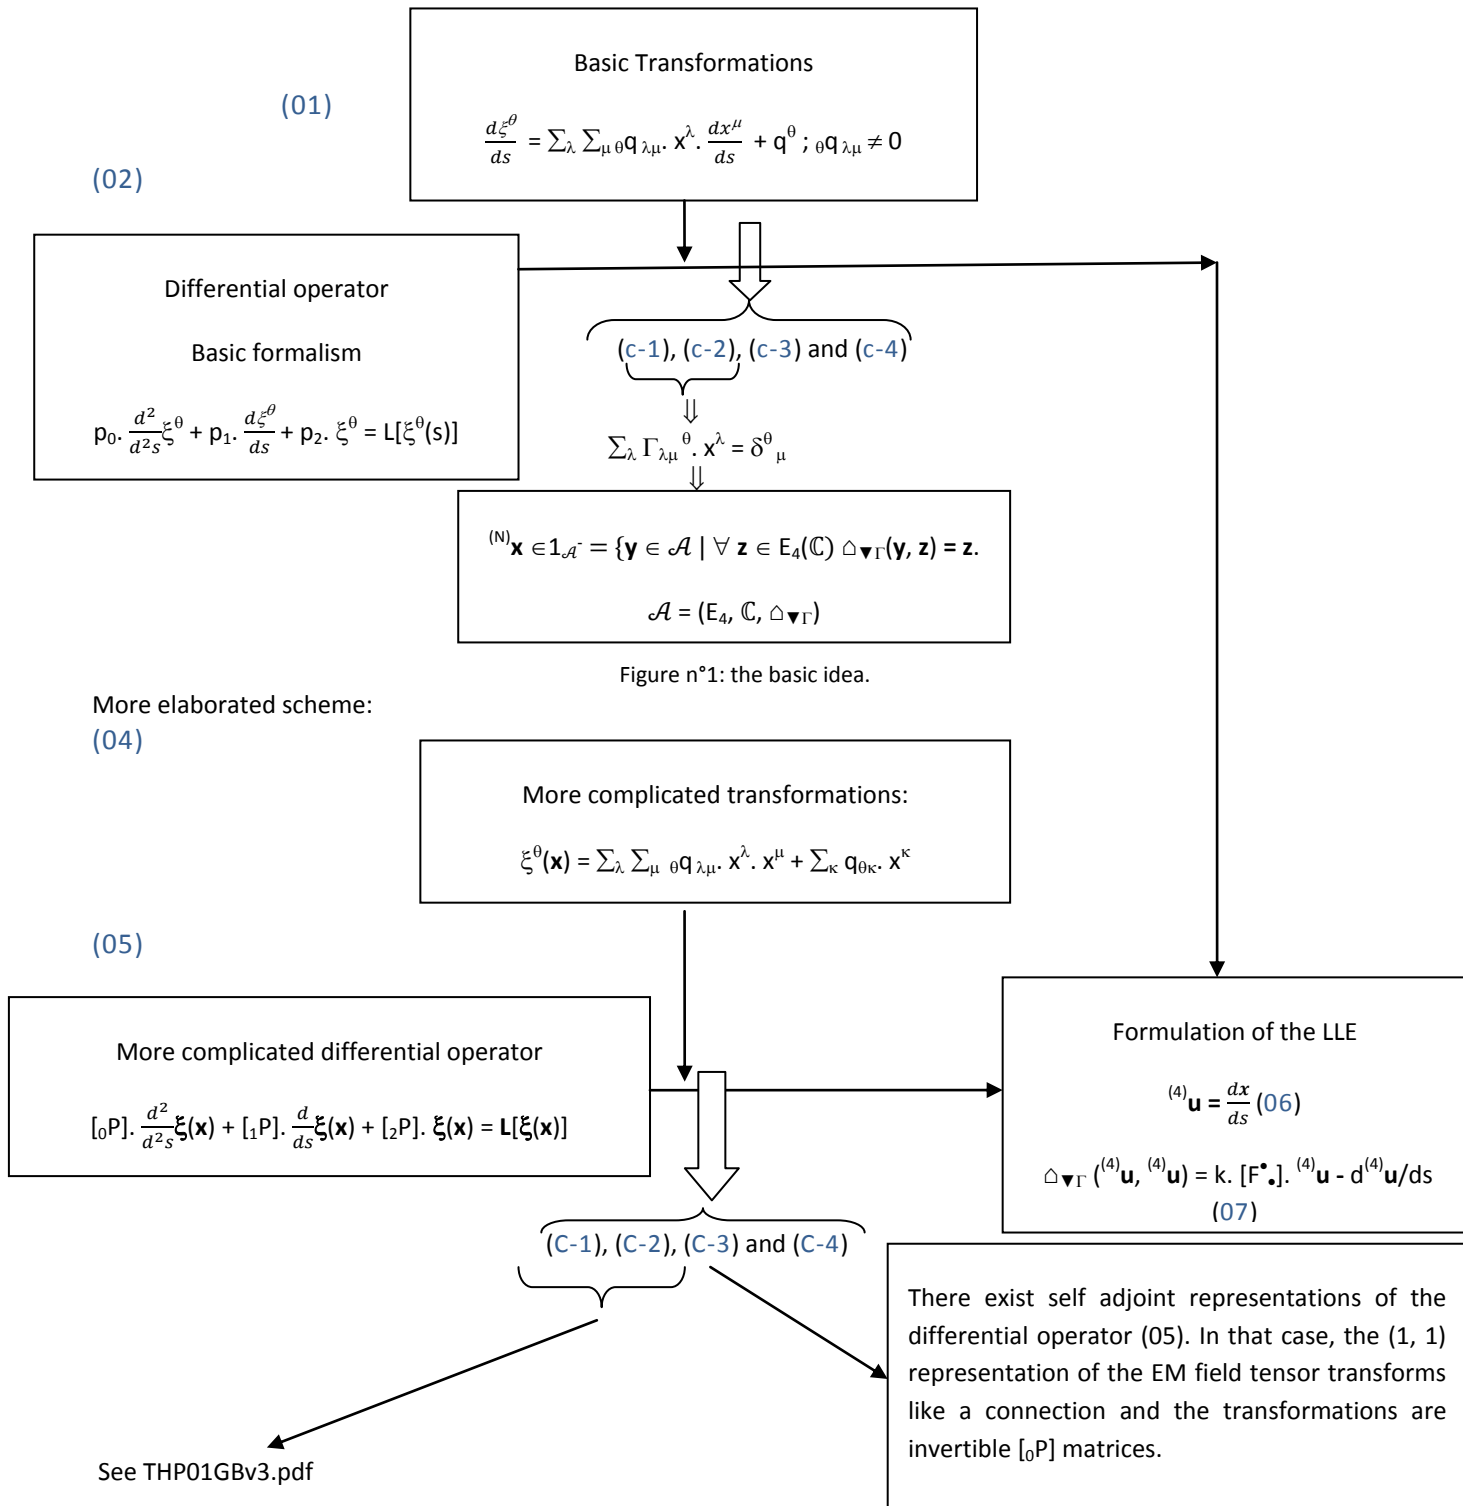 Basic Transformations
(01)
dξ^θ/ds = ∑_λ ∑_μ _θq_λμ. x^λ. dx^μ/ds + q^θ ; _θq_λμ ≠ 0
(02)
Differential operator
Basic formalism
p₀. d²/d²s ξ^θ + p₁. dξ^θ/ds + p₂. ξ^θ = L[ξ^θ(s)]
(c-1), (c-2), (c-3) and (c-4)
⇓
∑_λ Γ_λμ^θ. x^λ = δ^θ_μ
⇓
^(N)x ∈1_𝒜- = {y ∈ 𝒜 | ∀ z ∈ E₄(ℂ) ⌂_▼Γ(y, z) = z.
𝒜 = (E₄, ℂ, ⌂_▼Γ)
Figure n°1: the basic idea.
More elaborated scheme:
(04)
More complicated transformations:
ξ^θ(x) = ∑_λ ∑_μ _θq_λμ. x^λ. x^μ + ∑_κ q_θκ. x^κ
(05)
More complicated differential operator
[₀P]. d²/d²s ξ(x) + [₁P]. d/ds ξ(x) + [₂P]. ξ(x) = L[ξ(x)]
Formulation of the LLE
^(4)u = dx/ds (06)
⌂_▼Γ (^(4)u, ^(4)u) = k. [F^•_•]. ^(4)u - d^(4)u/ds
(07)
(C-1), (C-2), (C-3) and (C-4)
There exist self adjoint representations of the
differential operator (05). In that case, the (1, 1)
representation of the EM field tensor transforms
like a connection and the transformations are
invertible [₀P] matrices.
See THP01GBv3.pdf